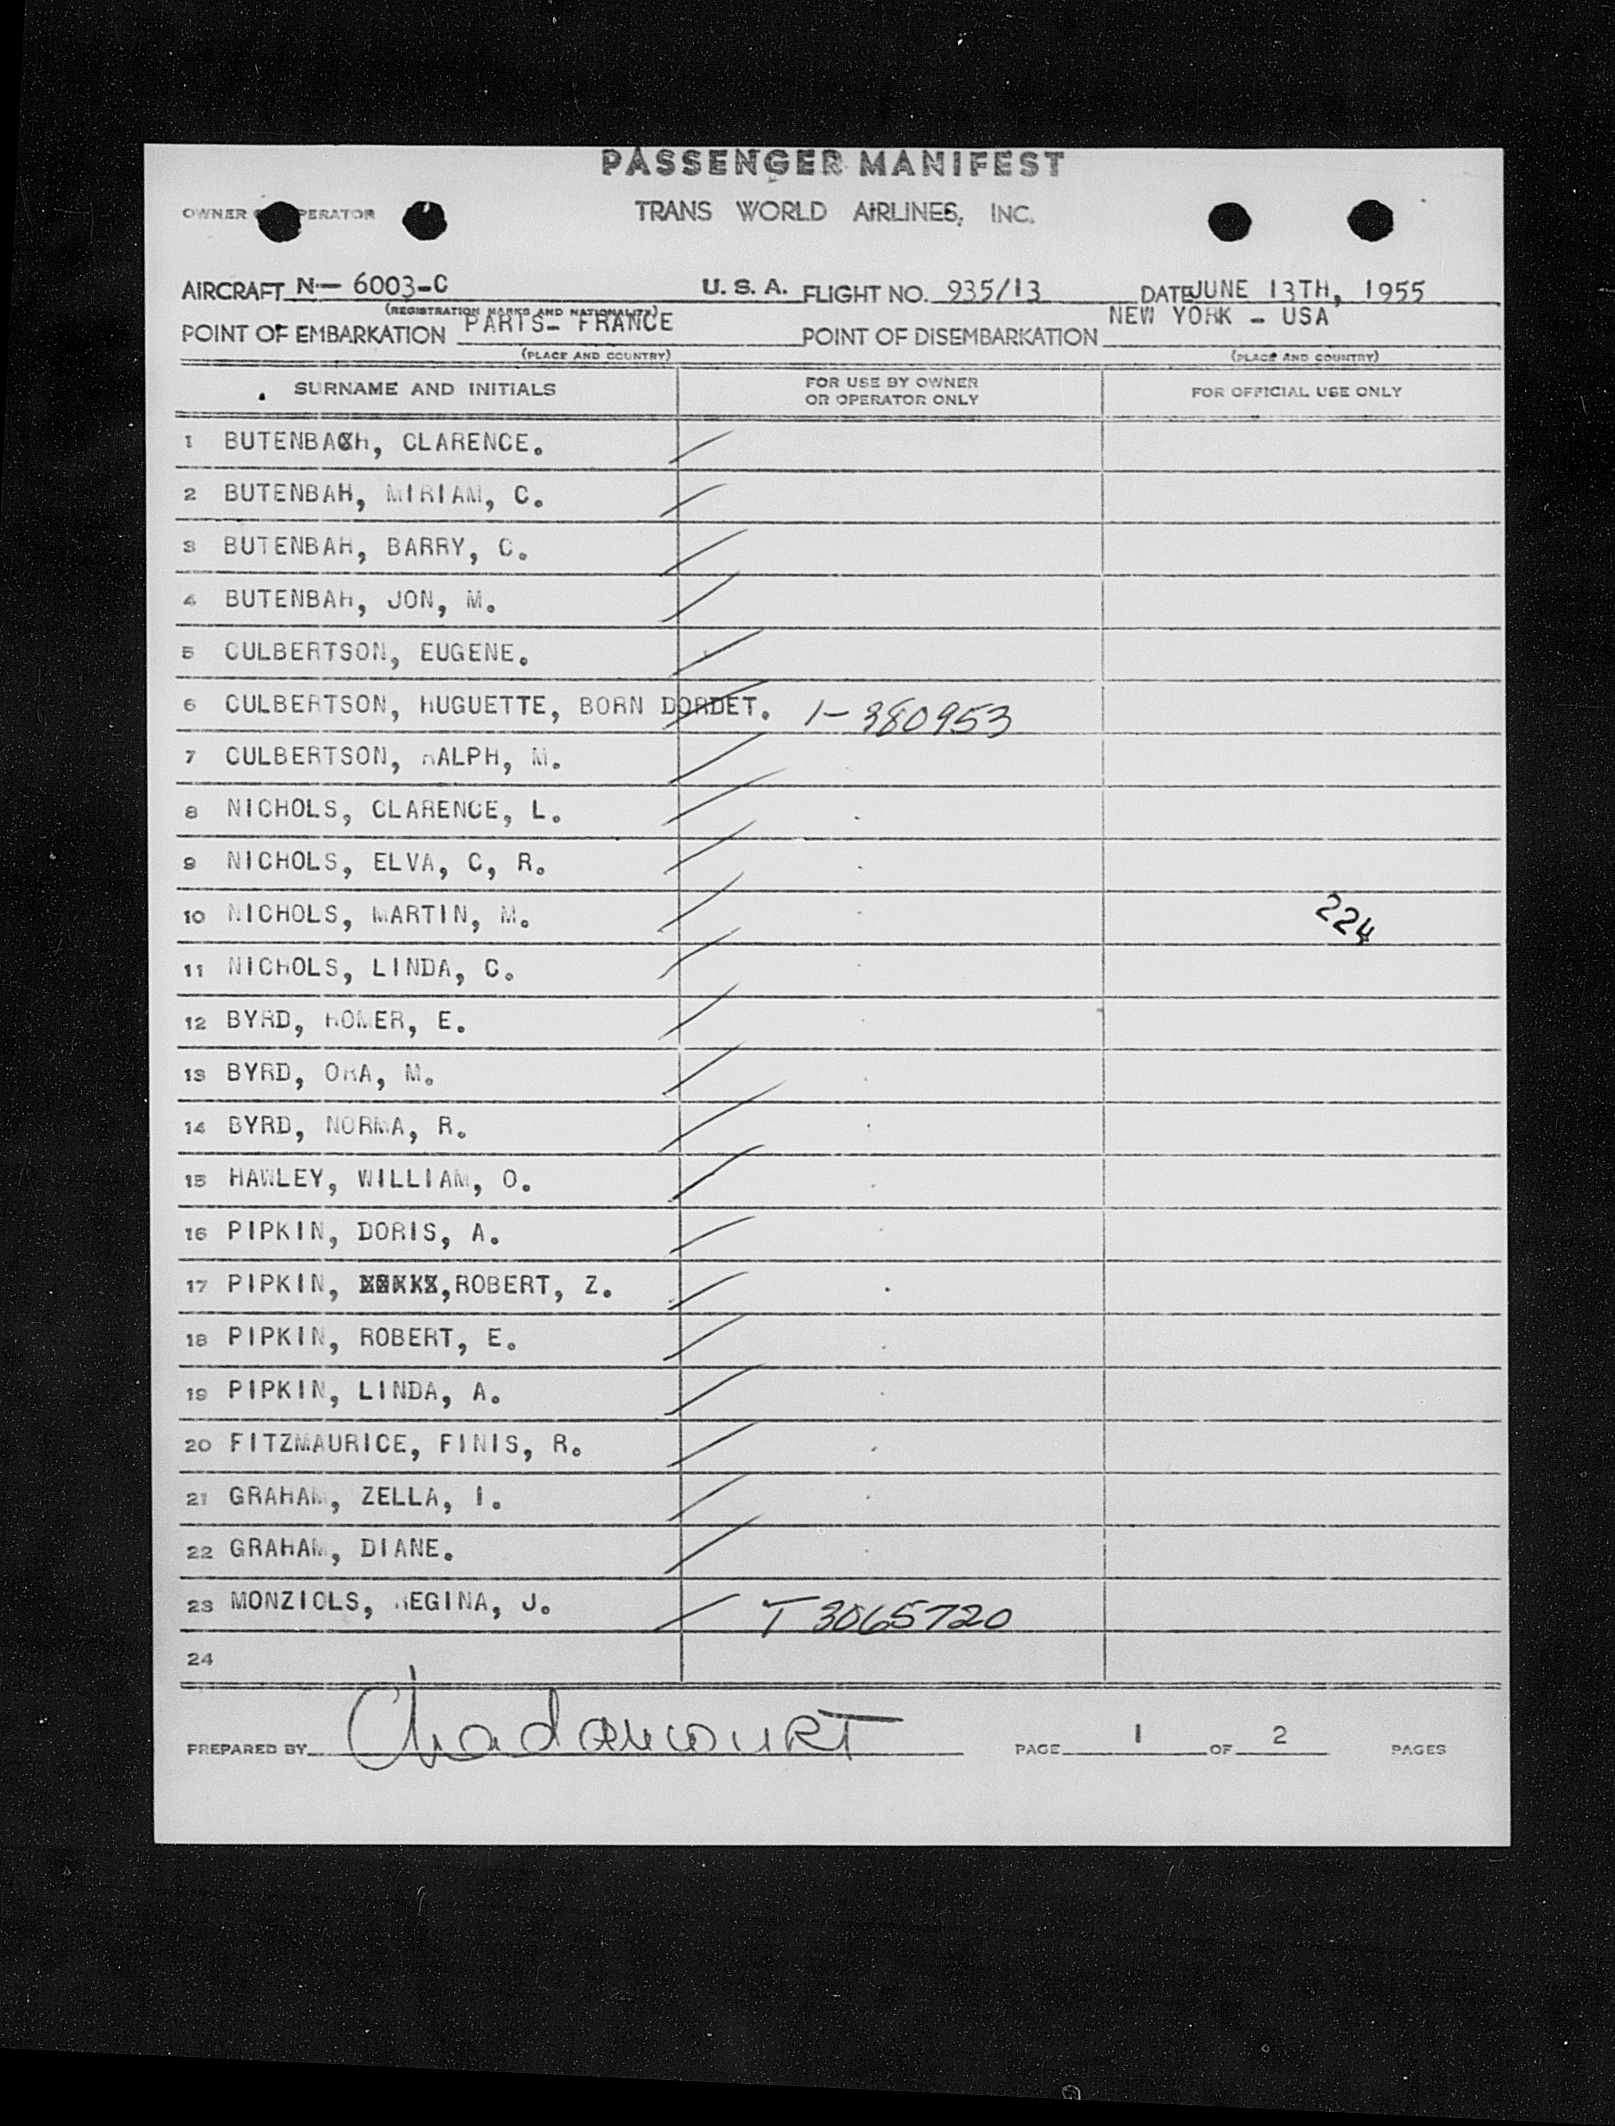 PASSENGER MANIFEST
OWNER OPERATOR TRANS WORLD AIRLINES, INC.
AIRCRAFT N-- 6003-C U. S. A. FLIGHT NO. 935/13 DATE JUNE 13TH, 1955
(REGISTRATION MARKS AND NATIONALITY)
POINT OF EMBARKATION PARIS- FRANCE POINT OF DISEMBARKATION NEW YORK - USA
(PLACE AND COUNTRY) (PLACE AND COUNTRY)
SURNAME AND INITIALS FOR USE BY OWNER OR OPERATOR ONLY FOR OFFICIAL USE ONLY
1 BUTENBAH, CLARENCE.
2 BUTENBAH, MIRIAM, C.
3 BUTENBAH, BARRY, C.
4 BUTENBAH, JON, M.
5 CULBERTSON, EUGENE.
6 CULBERTSON, HUGUETTE, BORN DORDET. 1-380953
7 CULBERTSON, RALPH, M.
8 NICHOLS, CLARENCE, L.
9 NICHOLS, ELVA, C, R.
10 NICHOLS, MARTIN, M. 224
11 NICHOLS, LINDA, C.
12 BYRD, HOMER, E.
13 BYRD, ORA, M.
14 BYRD, NORMA, R.
15 HAWLEY, WILLIAM, O.
16 PIPKIN, DORIS, A.
17 PIPKIN, ROBERT, Z.
18 PIPKIN, ROBERT, E.
19 PIPKIN, LINDA, A.
20 FITZMAURICE, FINIS, R.
21 GRAHAM, ZELLA, I.
22 GRAHAM, DIANE.
23 MONZIOLS, REGINA, J. T 3065720
24
PREPARED BY PAGE 1 OF 2 PAGES